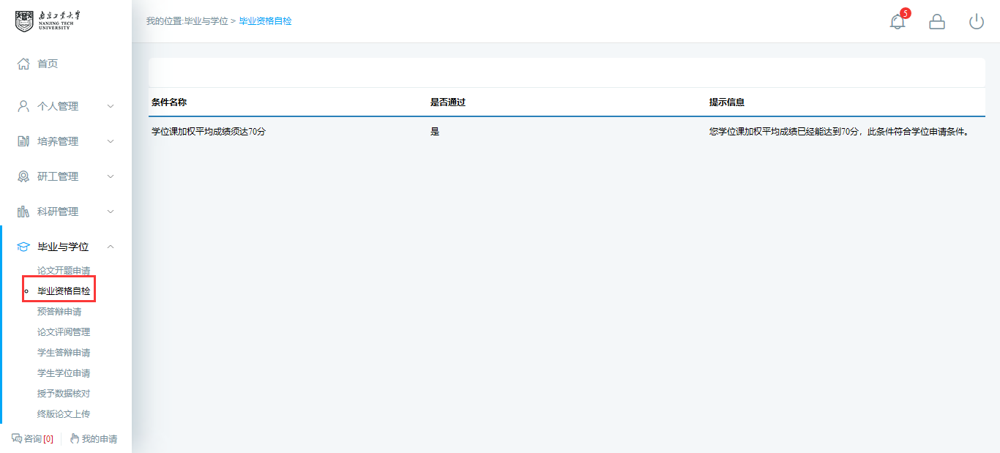 南京工业大学
NANJING TECH
UNIVERSITY
我的位置:毕业与学位 > 毕业资格自检
5
首页
个人管理
培养管理
研工管理
科研管理
毕业与学位
论文开题申请
毕业资格自检
预答辩申请
论文评阅管理
学生答辩申请
学生学位申请
授予数据核对
终版论文上传
咨询[0] 我的申请
条件名称 是否通过 提示信息
学位课加权平均成绩须达70分 是 您学位课加权平均成绩已经能达到70分，此条件符合学位申请条件。